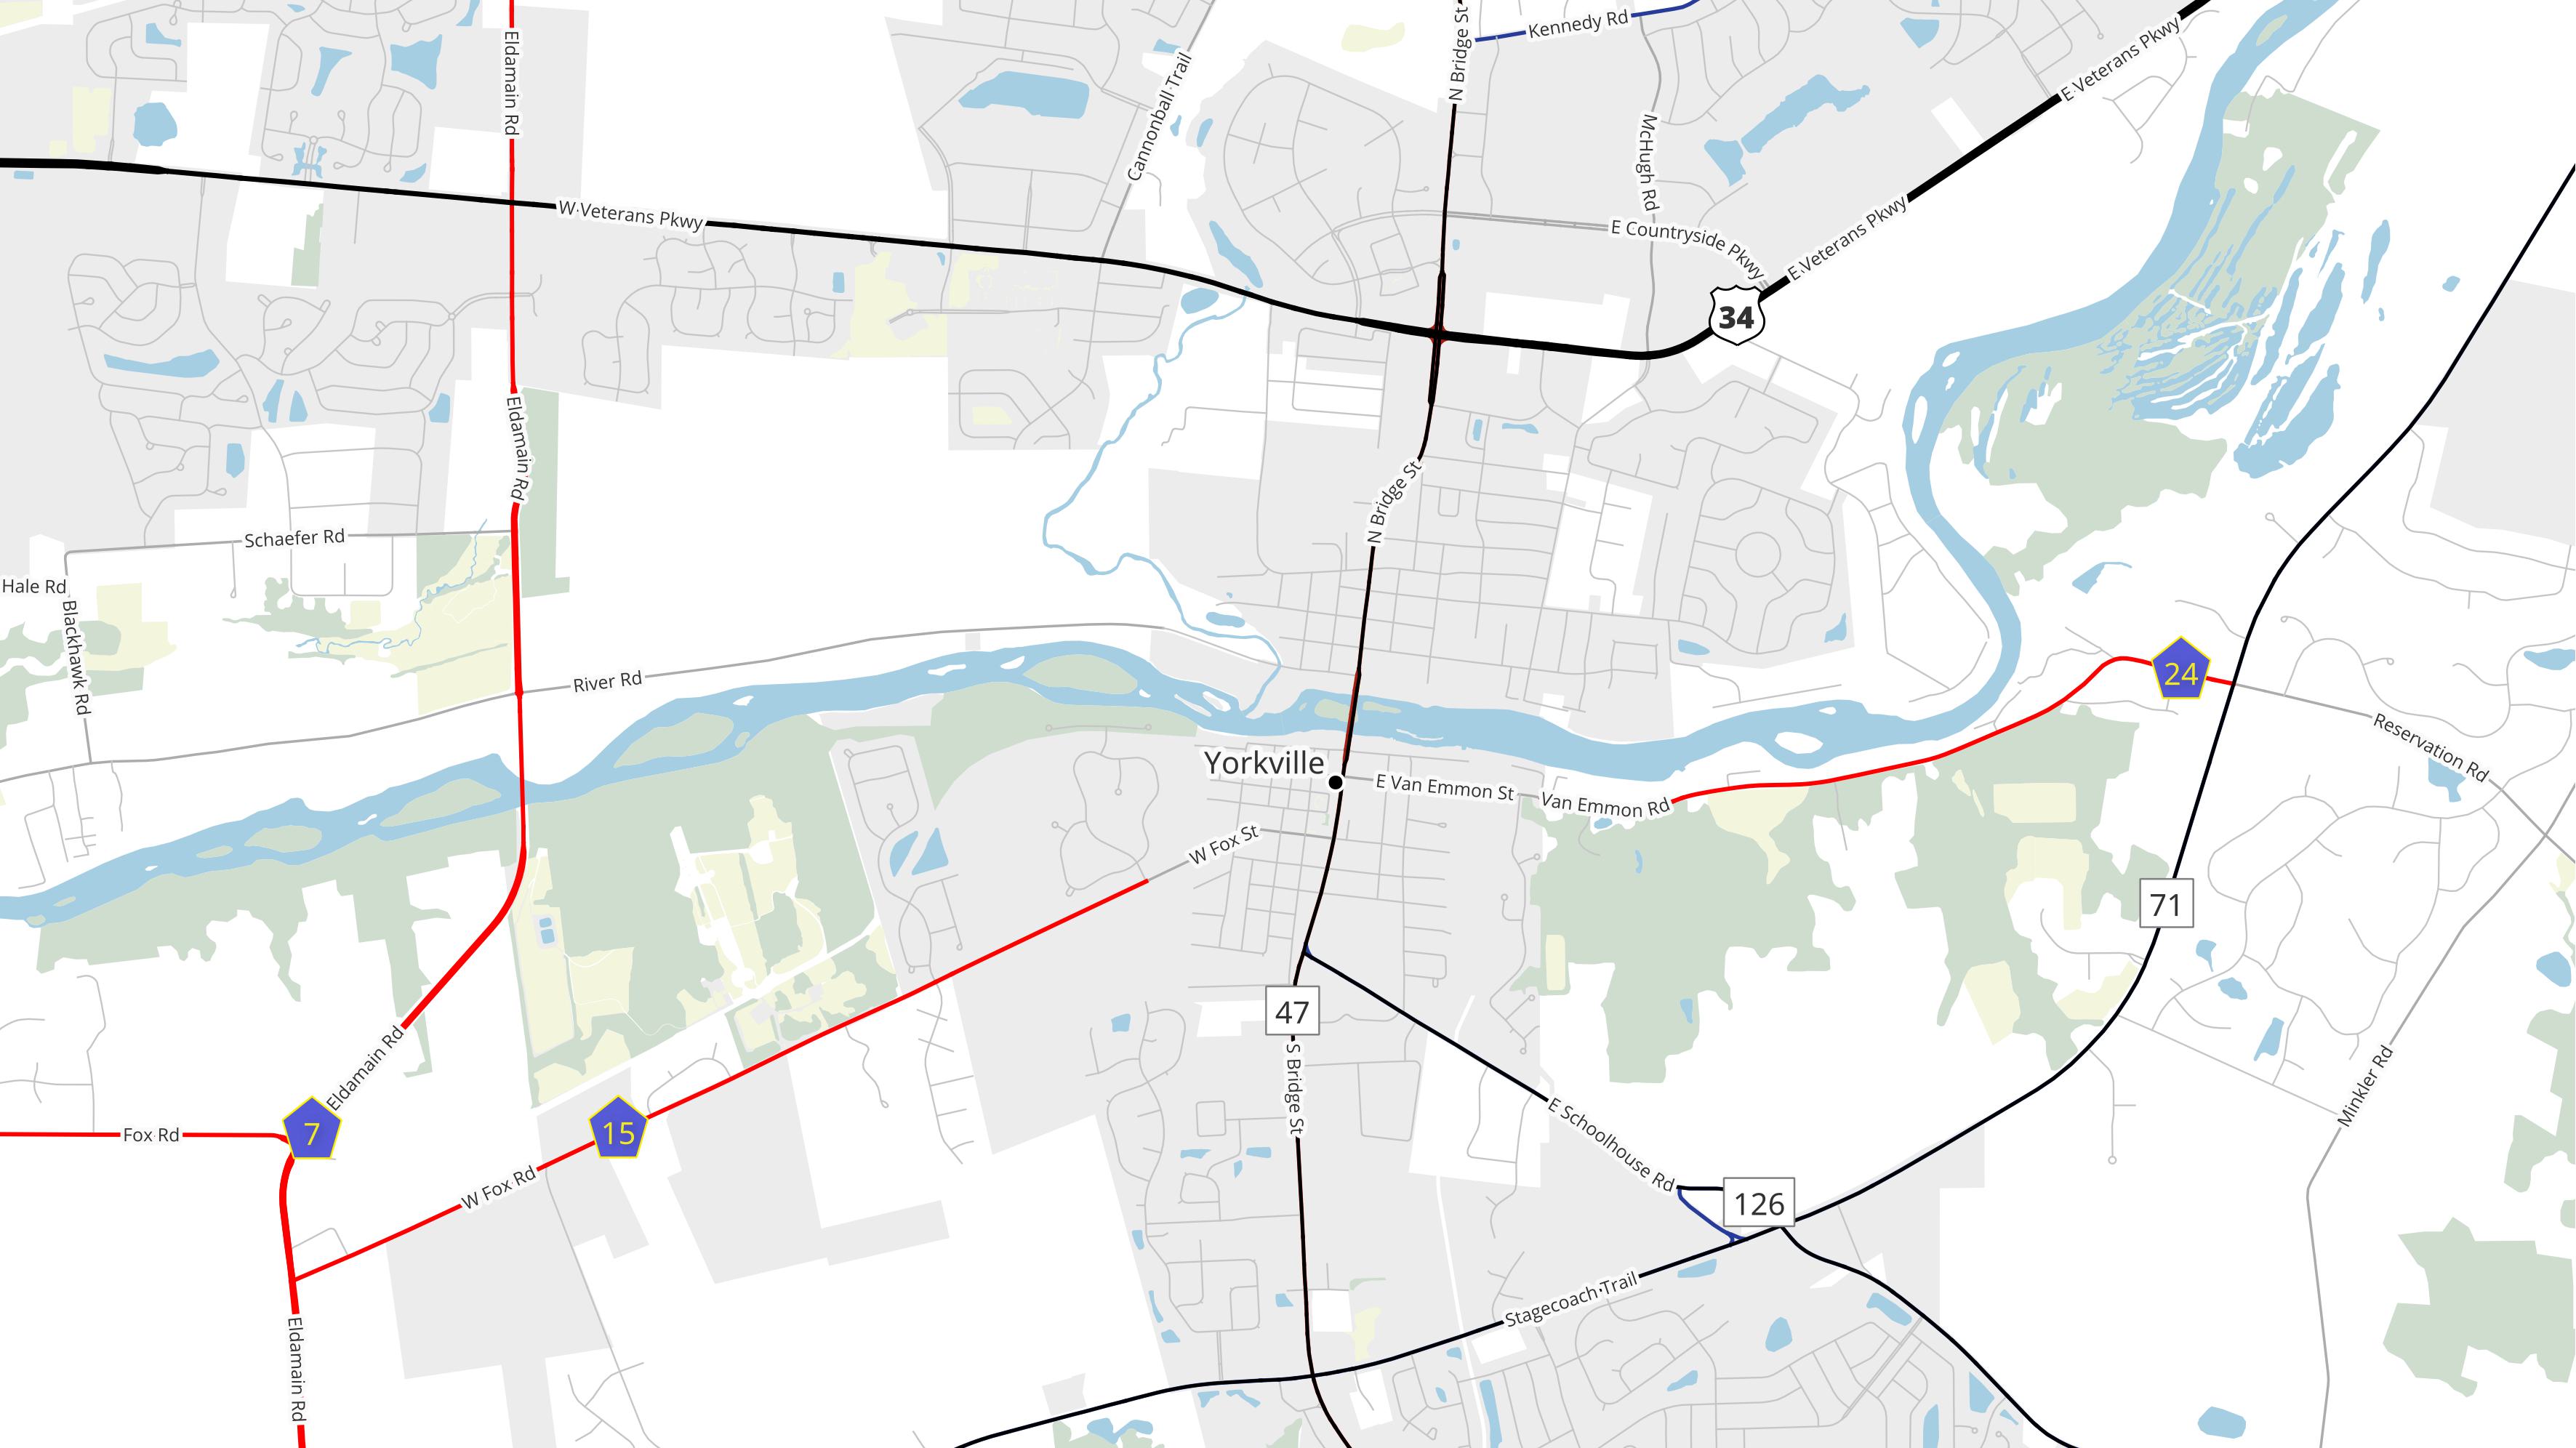 Eldamain Rd
Cannonball Trail
N Bridge St
Kennedy Rd
McHugh Rd
E Veterans Pkwy
W Veterans Pkwy
E Countryside Pkwy
E Veterans Pkwy
34
Eldamain Rd
N Bridge St
Schaefer Rd
Hale Rd
Blackhawk Rd
River Rd
24
Reservation Rd
Yorkville
E Van Emmon St
Van Emmon Rd
W Fox St
71
47
Eldamain Rd
S Bridge St
Minkler Rd
Fox Rd
7
15
W Fox Rd
E Schoolhouse Rd
126
Stagecoach Trail
Eldamain Rd